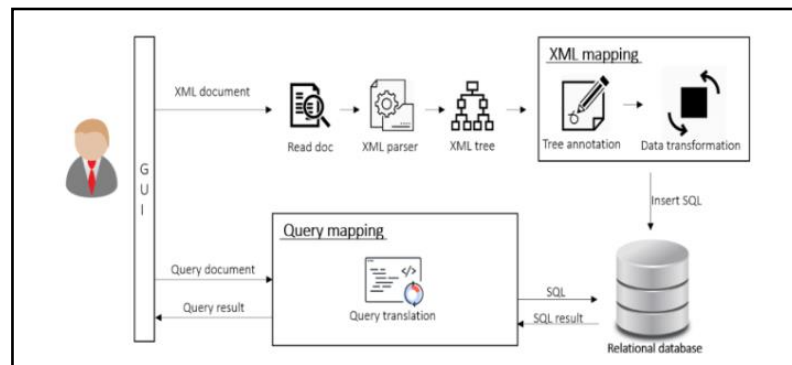 XML mapping
XML document
Read doc
XML parser
XML tree
Tree annotation
Data transformation
GUI
Insert SQL
Query mapping
Query document
Query result
Query translation
SQL
SQL result
Relational database